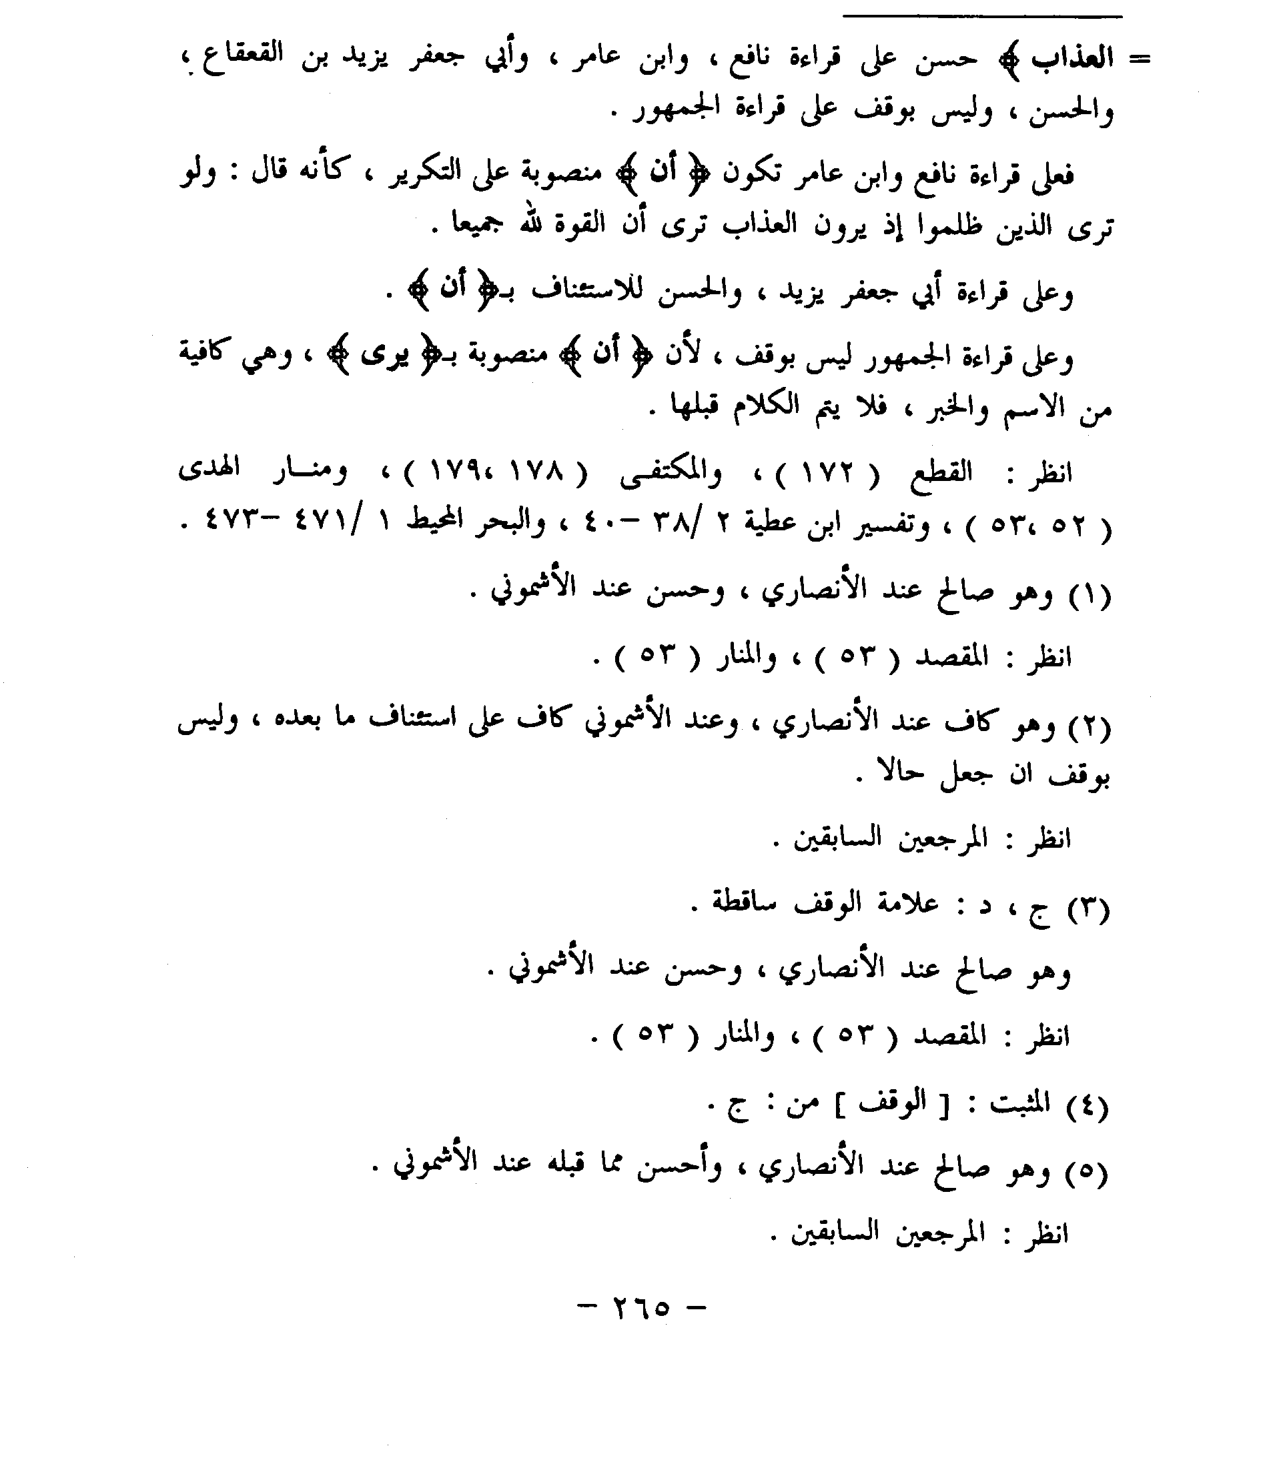 = العذاب ﴾ حسن على قراءة نافع ، وابن عامر ، وأبي جعفر يزيد بن القعقاع ،
والحسن ، وليس بوقف على قراءة الجمهور .
فعلى قراءة نافع وابن عامر تكون ﴿ أن ﴾ منصوبة على التكرير ، كأنه قال : ولو
ترى الذين ظلموا إذ يرون العذاب ترى أن القوة لله جميعا .
وعلى قراءة أبي جعفر يزيد ، والحسن للاستئناف بـ﴿ أن ﴾ .
وعلى قراءة الجمهور ليس بوقف ، لأن ﴿ أن ﴾ منصوبة بـ﴿ يرى ﴾ ، وهي كافية
من الاسم والخبر ، فلا يتم الكلام قبلها .
انظر : القطع ( ١٧٢ ) ، والمكتفى ( ١٧٨ ،١٧٩ ) ، ومنـار الهدى
( ٥٢ ،٥٣ ) ، وتفسير ابن عطية ٢ /٣٨ –٤٠ ، والبحر المحيط ١ /٤٧١ –٤٧٣ .
(١) وهو صالح عند الأنصاري ، وحسن عند الأشموني .
انظر : المقصد ( ٥٣ ) ، والمنار ( ٥٣ ) .
(٢) وهو كاف عند الأنصاري ، وعند الأشموني كاف على استئناف ما بعده ، وليس
بوقف ان جعل حالا .
انظر : المرجعين السابقين .
(٣) ج ، د : علامة الوقف ساقطة .
وهو صالح عند الأنصاري ، وحسن عند الأشموني .
انظر : المقصد ( ٥٣ ) ، والمنار ( ٥٣ ) .
(٤) المثبت : [ الوقف ] من : ج .
(٥) وهو صالح عند الأنصاري ، وأحسن مما قبله عند الأشموني .
انظر : المرجعين السابقين .
– ٢٦٥ –